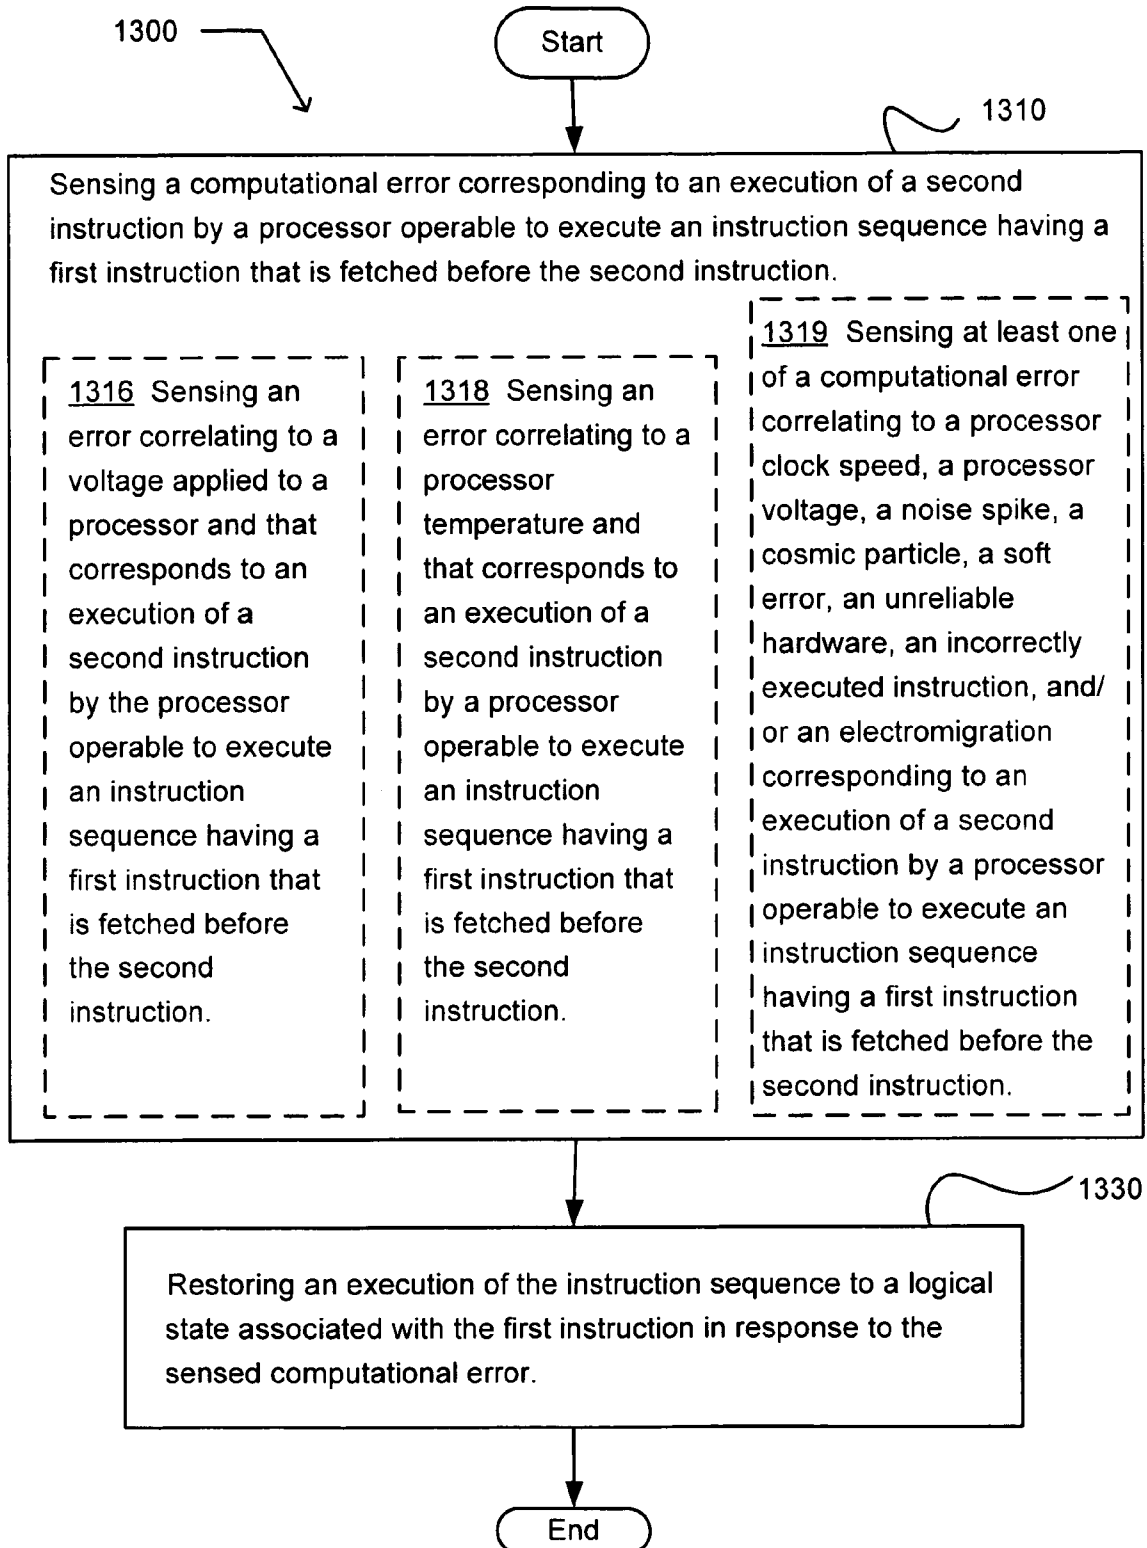 1300
Start
1310
Sensing a computational error corresponding to an execution of a second
instruction by a processor operable to execute an instruction sequence having a
first instruction that is fetched before the second instruction.
1316 Sensing an
error correlating to a
voltage applied to a
processor and that
corresponds to an
execution of a
second instruction
by the processor
operable to execute
an instruction
sequence having a
first instruction that
is fetched before
the second
instruction.
1318 Sensing an
error correlating to a
processor
temperature and
that corresponds to
an execution of a
second instruction
by a processor
operable to execute
an instruction
sequence having a
first instruction that
is fetched before
the second
instruction.
1319 Sensing at least one
of a computational error
correlating to a processor
clock speed, a processor
voltage, a noise spike, a
cosmic particle, a soft
error, an unreliable
hardware, an incorrectly
executed instruction, and/
or an electromigration
corresponding to an
execution of a second
instruction by a processor
operable to execute an
instruction sequence
having a first instruction
that is fetched before the
second instruction.
1330
Restoring an execution of the instruction sequence to a logical
state associated with the first instruction in response to the
sensed computational error.
End